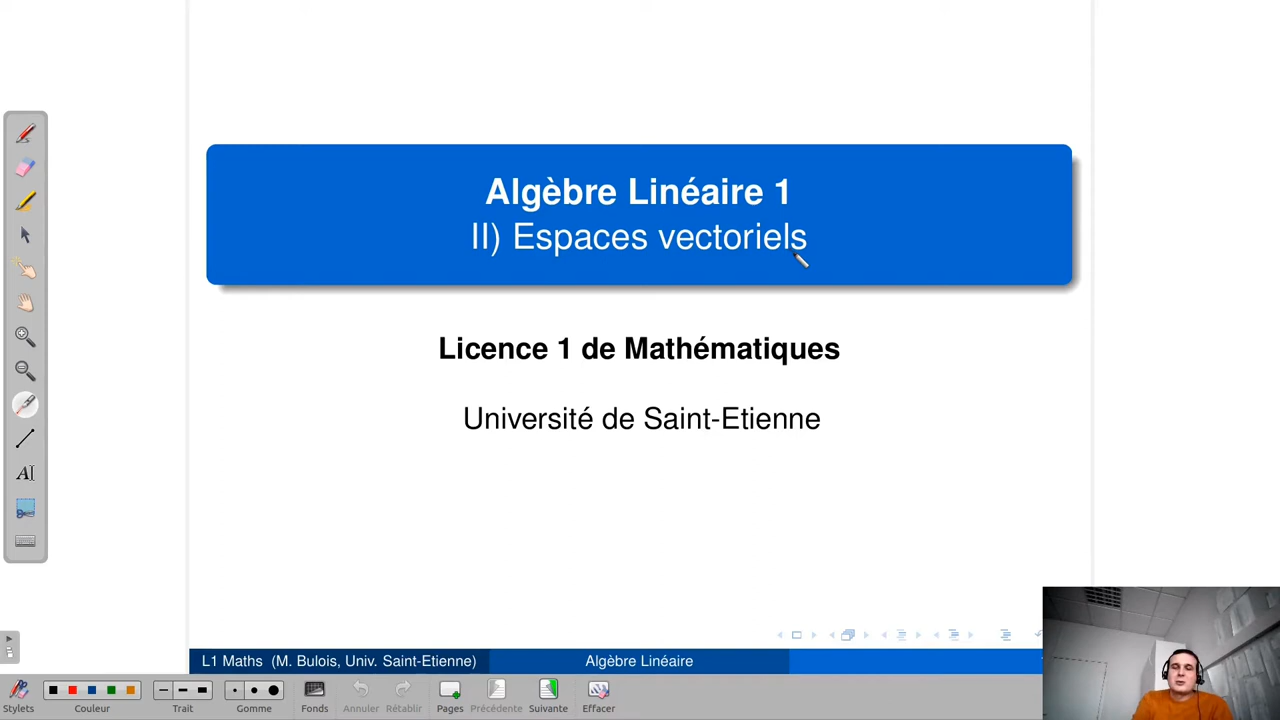 Algèbre Linéaire 1
II) Espaces vectoriels
Licence 1 de Mathématiques
Université de Saint-Etienne
L1 Maths (M. Bulois, Univ. Saint-Etienne)
Algèbre Linéaire
AI
Stylets
Couleur
Trait
Gomme
Fonds
Annuler
Rétablir
Pages
Précédente
Suivante
Effacer